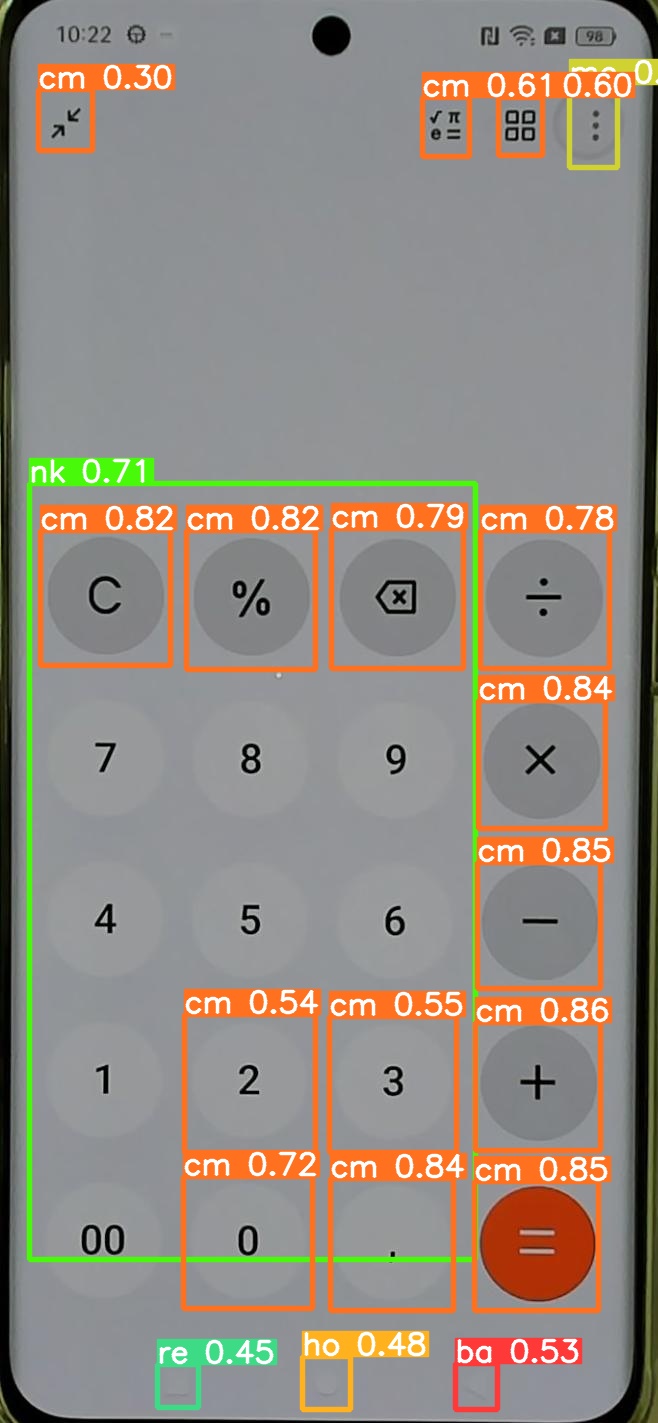 10:22 98
cm 0.30 cm 0.61 0.60
√ π
e =
nk 0.71
cm 0.82 cm 0.82 cm 0.79 cm 0.78
C % ÷
cm 0.84
7 8 9 ×
cm 0.85
4 5 6 −
cm 0.54 cm 0.55 cm 0.86
1 2 3 +
cm 0.72 cm 0.84 cm 0.85
00 0 . =
re 0.45 ho 0.48 ba 0.53